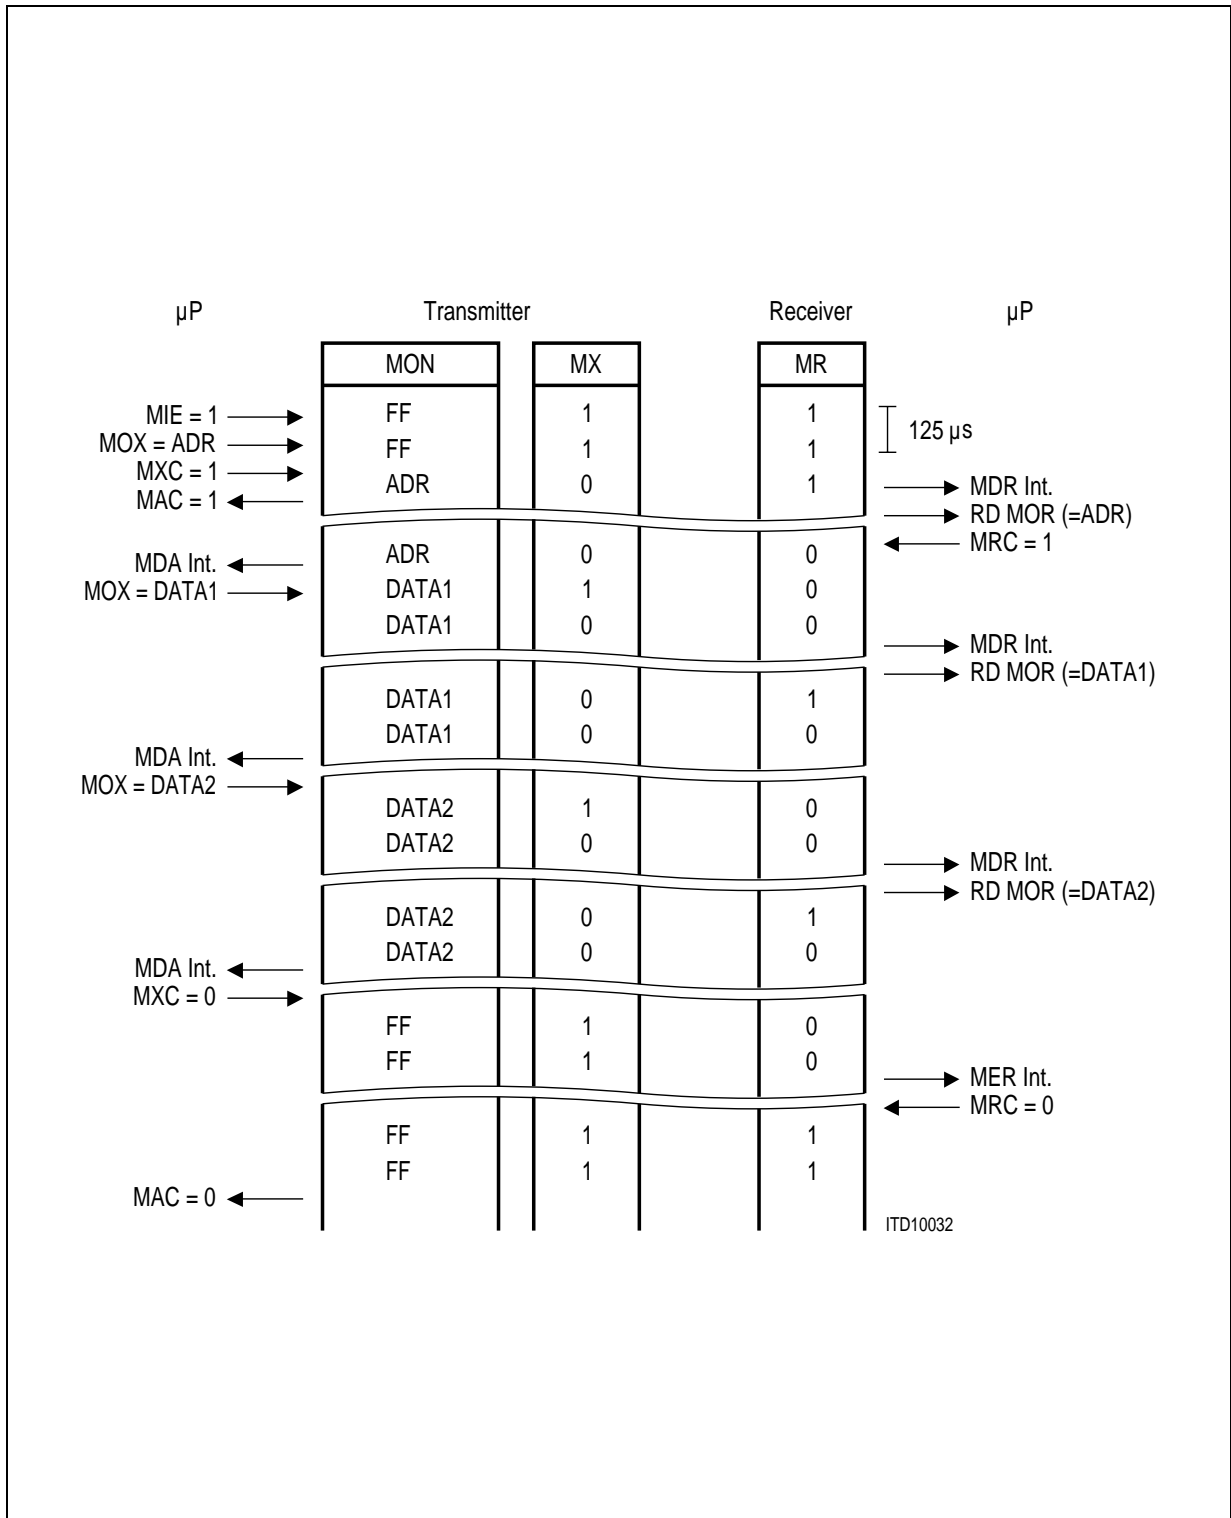 µP Transmitter Receiver µP
MON MX MR
MIE = 1 FF 1 1
125 µs
MOX = ADR FF 1 1
MXC = 1 ADR 0 1 MDR Int.
MAC = 1
RD MOR (=ADR)
MRC = 1
MDA Int. ADR 0 0
MOX = DATA1 DATA1 1 0
DATA1 0 0
MDR Int.
RD MOR (=DATA1)
DATA1 0 1
DATA1 0 0
MDA Int.
MOX = DATA2
DATA2 1 0
DATA2 0 0
MDR Int.
RD MOR (=DATA2)
DATA2 0 1
DATA2 0 0
MDA Int.
MXC = 0
FF 1 0
FF 1 0
MER Int.
MRC = 0
FF 1 1
FF 1 1
MAC = 0
ITD10032